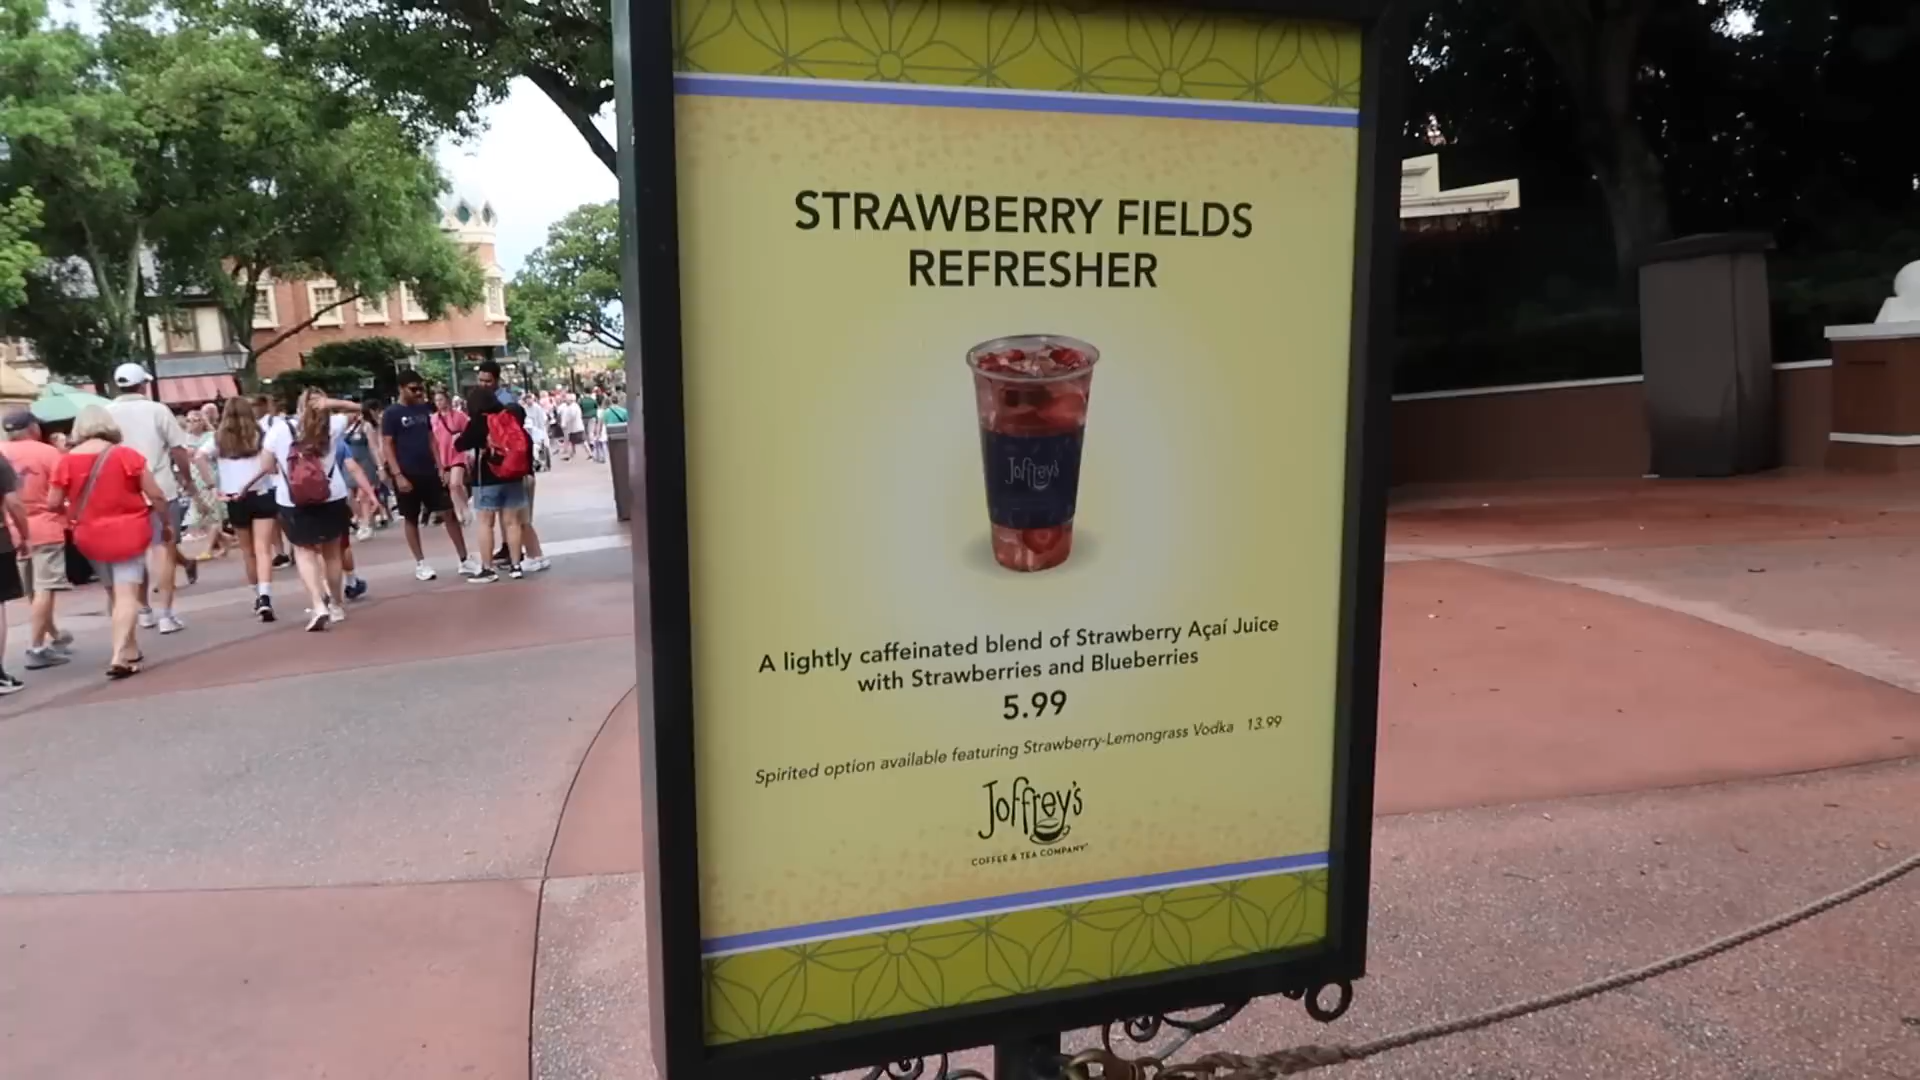 STRAWBERRY FIELDS
REFRESHER
Joffrey's
A lightly caffeinated blend of Strawberry Açaí Juice
with Strawberries and Blueberries
5.99
Spirited option available featuring Strawberry-Lemongrass Vodka 13.99
Joffrey's
COFFEE & TEA COMPANY